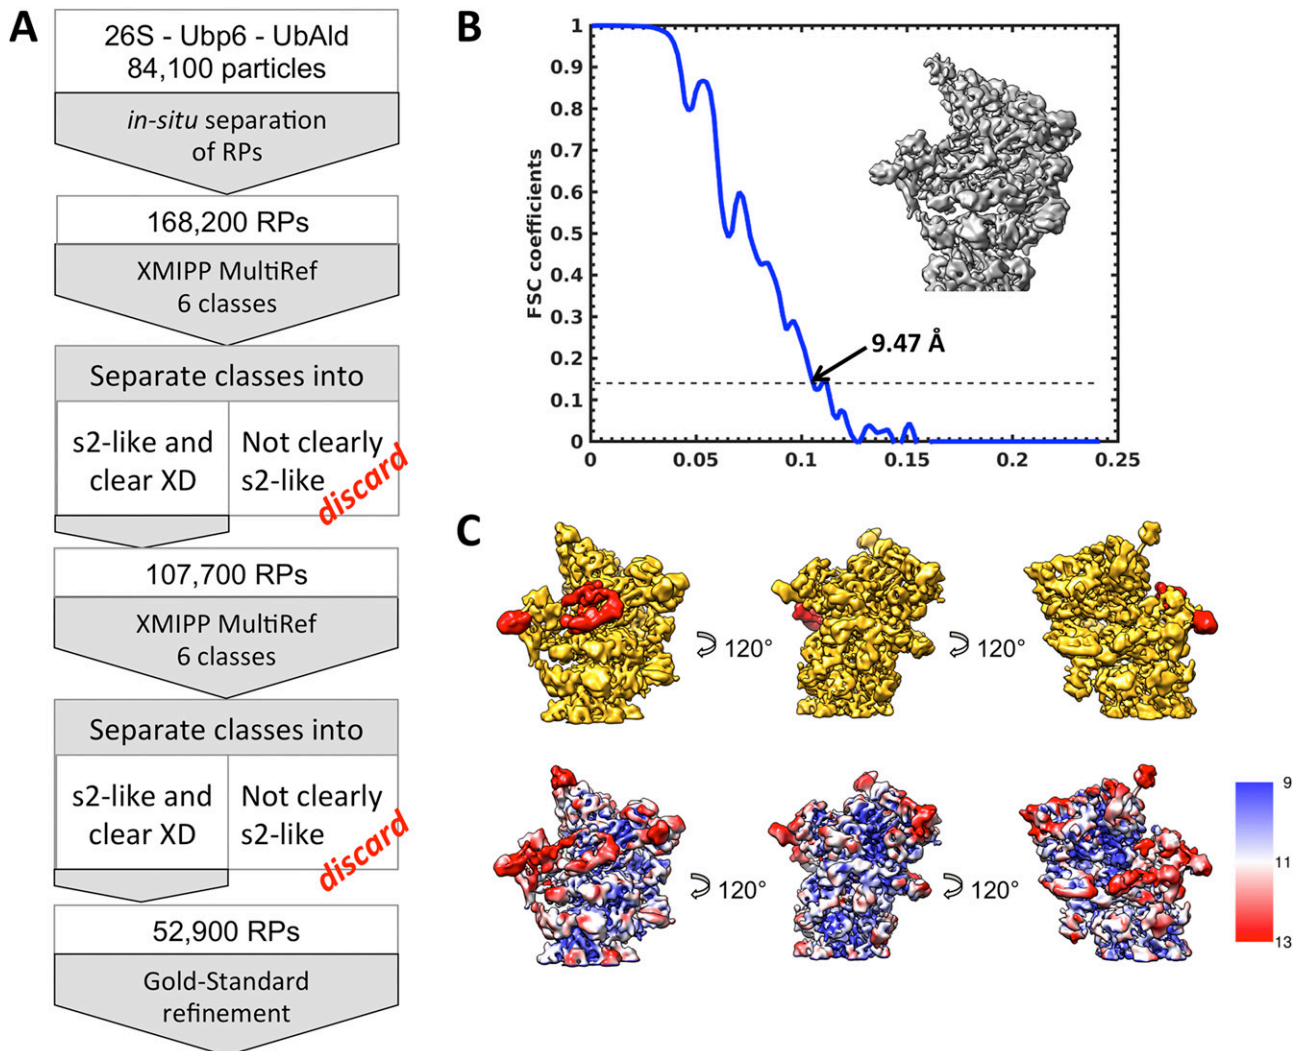 A
26S - Ubp6 - UbAld
84,100 particles
in-situ separation
of RPs
168,200 RPs
XMIPP MultiRef
6 classes
Separate classes into
s2-like and
clear XD
Not clearly
s2-like
discard
107,700 RPs
XMIPP MultiRef
6 classes
Separate classes into
s2-like and
clear XD
Not clearly
s2-like
discard
52,900 RPs
Gold-Standard
refinement
B
FSC coefficients
1
0.9
0.8
0.7
0.6
0.5
0.4
0.3
0.2
0.1
0
9.47 Å
0
0.05
0.1
0.15
0.2
0.25
C
120°
120°
120°
120°
9
11
13